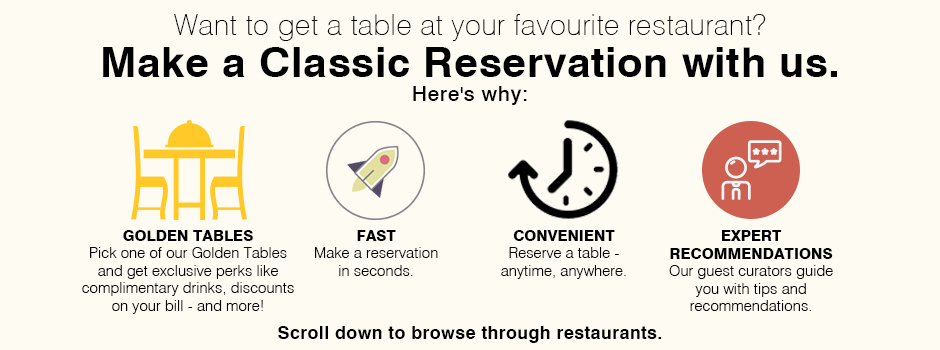 Want to get a table at your favourite restaurant?
Make a Classic Reservation with us.
Here's why:
GOLDEN TABLES
Pick one of our Golden Tables
and get exclusive perks like
complimentary drinks, discounts
on your bill - and more!
FAST
Make a reservation
in seconds.
CONVENIENT
Reserve a table -
anytime, anywhere.
EXPERT
RECOMMENDATIONS
Our guest curators guide
you with tips and
recommendations.
Scroll down to browse through restaurants.